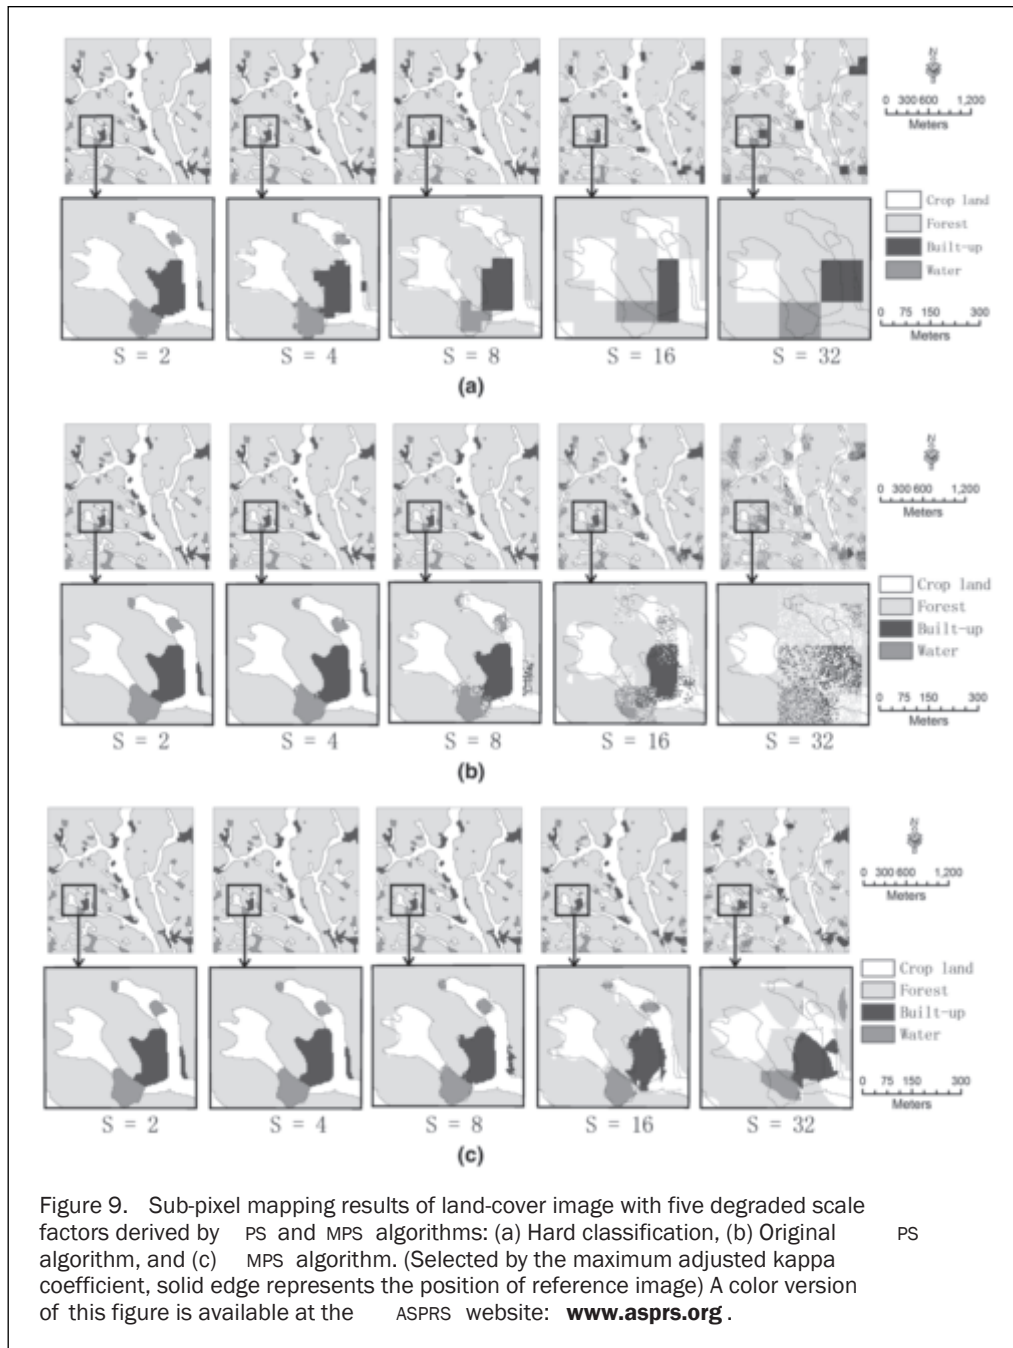 N
0 300 600 1,200
Meters
Crop land
Forest
Built-up
Water
0 75 150 300
Meters
S = 2 S = 4 S = 8 S = 16 S = 32
(a)
N
0 300 600 1,200
Meters
Crop land
Forest
Built-up
Water
0 75 150 300
Meters
S = 2 S = 4 S = 8 S = 16 S = 32
(b)
N
0 300 600 1,200
Meters
Crop land
Forest
Built-up
Water
0 75 150 300
Meters
S = 2 S = 4 S = 8 S = 16 S = 32
(c)
Figure 9. Sub-pixel mapping results of land-cover image with five degraded scale
factors derived by PS and MPS algorithms: (a) Hard classification, (b) Original PS
algorithm, and (c) MPS algorithm. (Selected by the maximum adjusted kappa
coefficient, solid edge represents the position of reference image) A color version
of this figure is available at the ASPRS website: www.asprs.org.